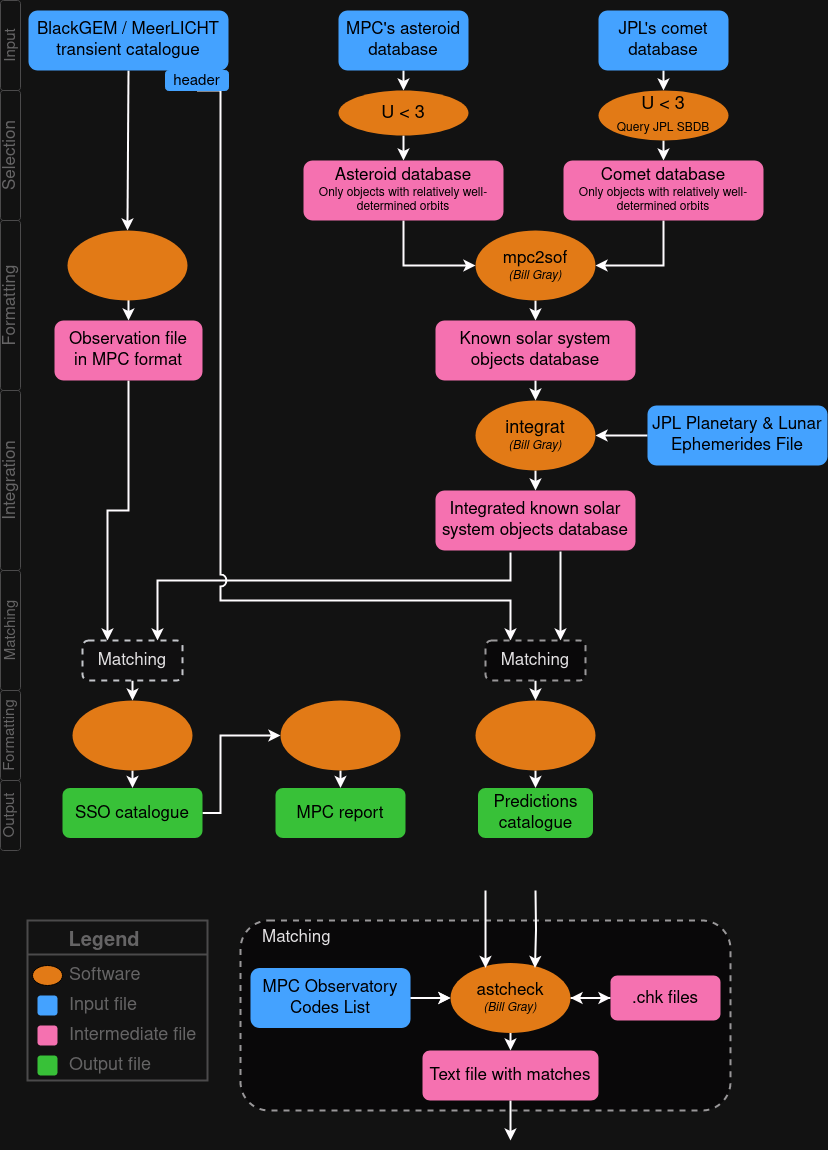 Input
BlackGEM / MeerLICHT
transient catalogue
header
MPC's asteroid
database
JPL's comet
database
Selection
U < 3
U < 3
Query JPL SBDB
Asteroid database
Only objects with relatively well-
determined orbits
Comet database
Only objects with relatively well-
determined orbits
Formatting
mpc2sof
(Bill Gray)
Observation file
in MPC format
Known solar system
objects database
Integration
integrat
(Bill Gray)
JPL Planetary & Lunar
Ephemerides File
Integrated known solar
system objects database
Matching
Matching
Matching
Formatting
Output
SSO catalogue
MPC report
Predictions
catalogue
Legend
Software
Input file
Intermediate file
Output file
Matching
MPC Observatory
Codes List
astcheck
(Bill Gray)
.chk files
Text file with matches